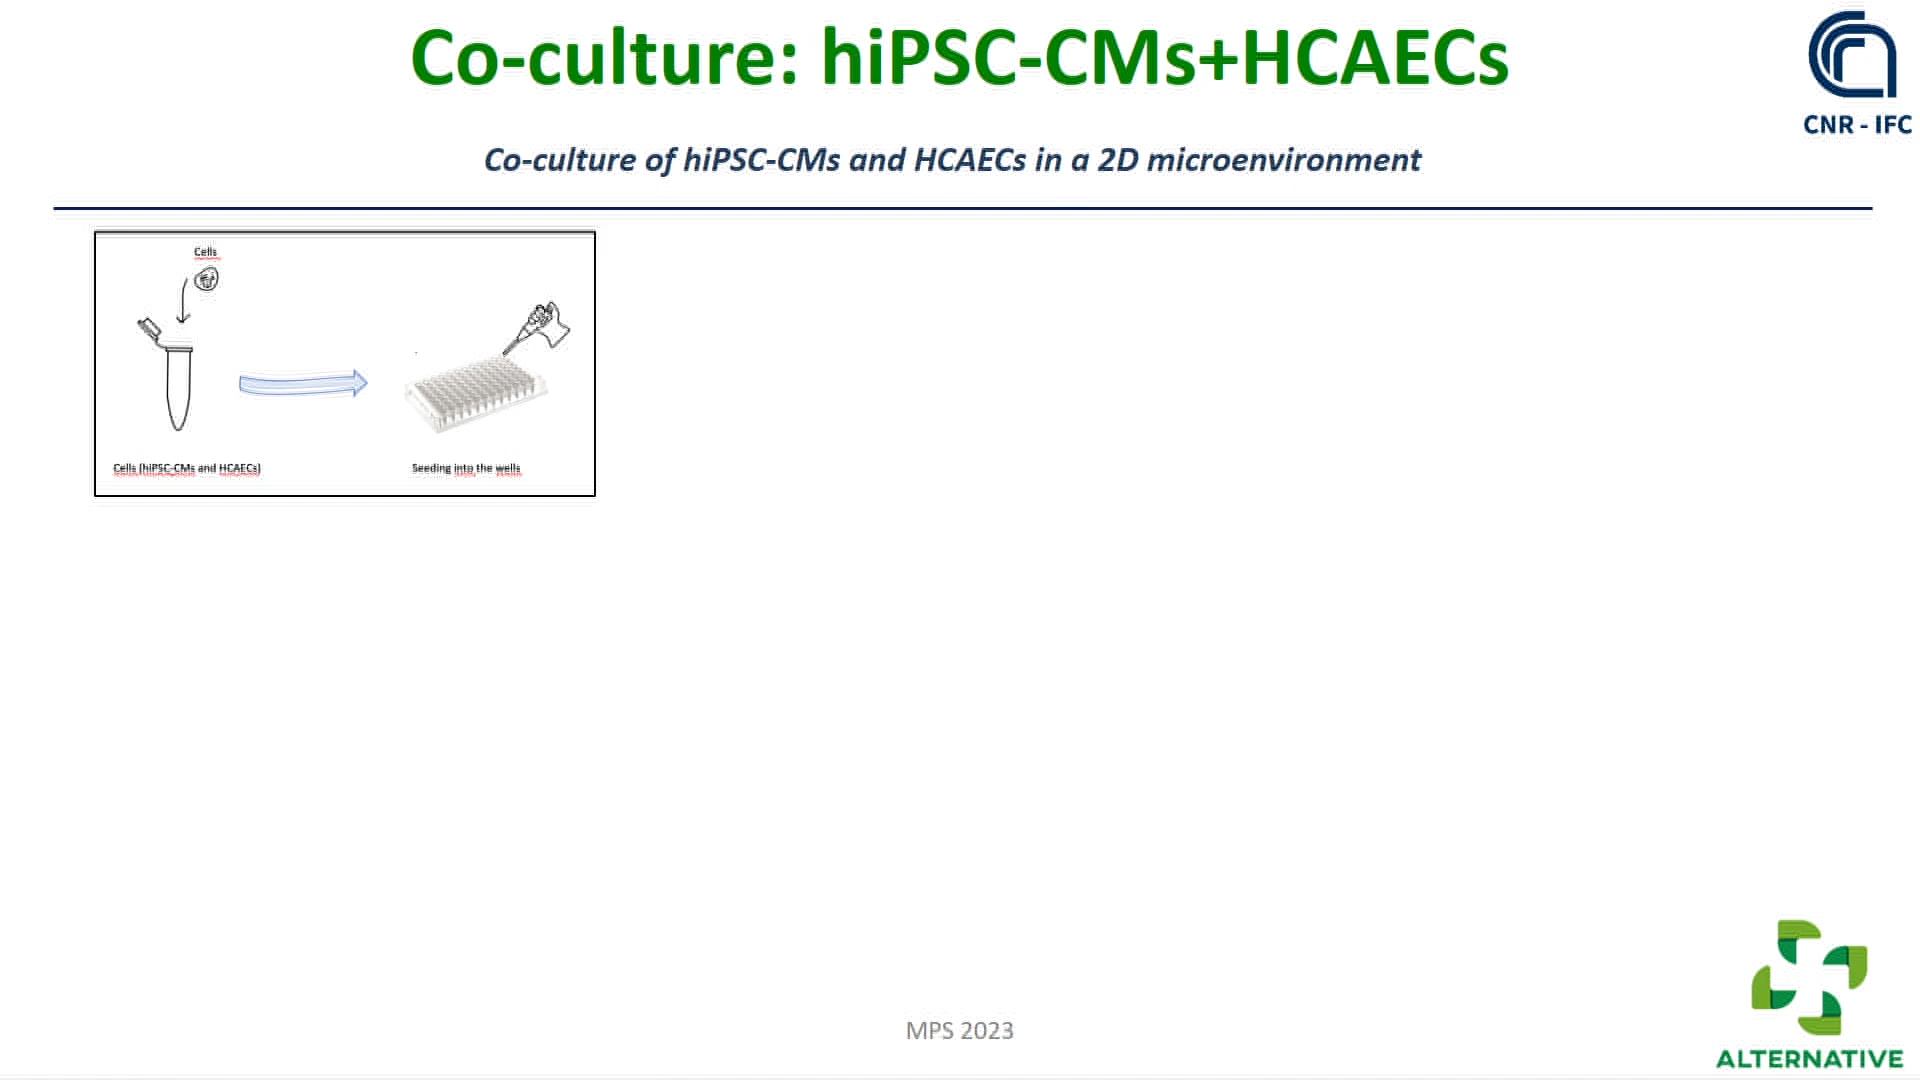 Co-culture: hiPSC-CMs+HCAECs
CNR - IFC
Co-culture of hiPSC-CMs and HCAECs in a 2D microenvironment
Cells
Cells (hiPSC-CMs and HCAECs)
Seeding into the wells
MPS 2023
ALTERNATIVE